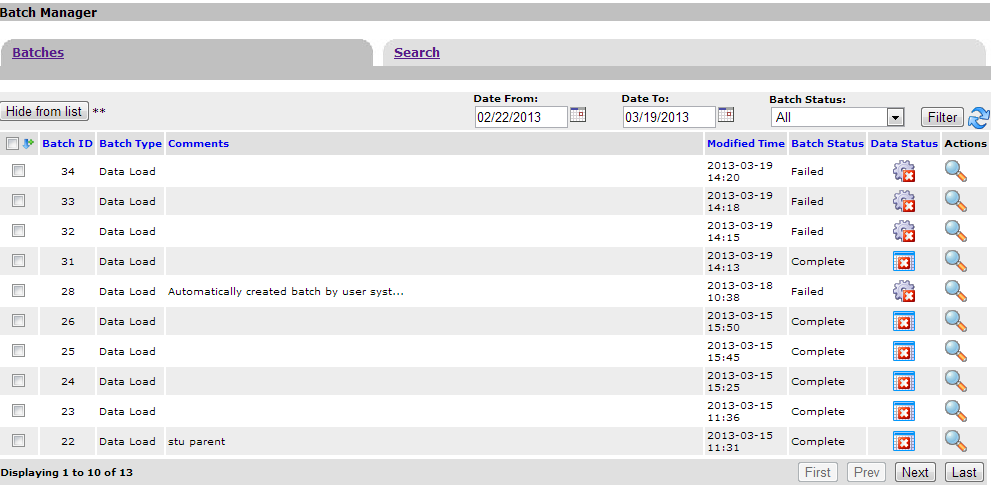 Batch Manager
Batches Search
Date From: Date To: Batch Status:
Hide from list ** 02/22/2013 03/19/2013 All Filter
Batch ID Batch Type Comments Modified Time Batch Status Data Status Actions
34 Data Load 2013-03-19 14:20 Failed
33 Data Load 2013-03-19 14:18 Failed
32 Data Load 2013-03-19 14:15 Failed
31 Data Load 2013-03-19 14:13 Complete
28 Data Load Automatically created batch by user syst... 2013-03-18 10:38 Failed
26 Data Load 2013-03-15 15:50 Complete
25 Data Load 2013-03-15 15:45 Complete
24 Data Load 2013-03-15 15:25 Complete
23 Data Load 2013-03-15 11:36 Complete
22 Data Load stu parent 2013-03-15 11:31 Complete
Displaying 1 to 10 of 13 First Prev Next Last